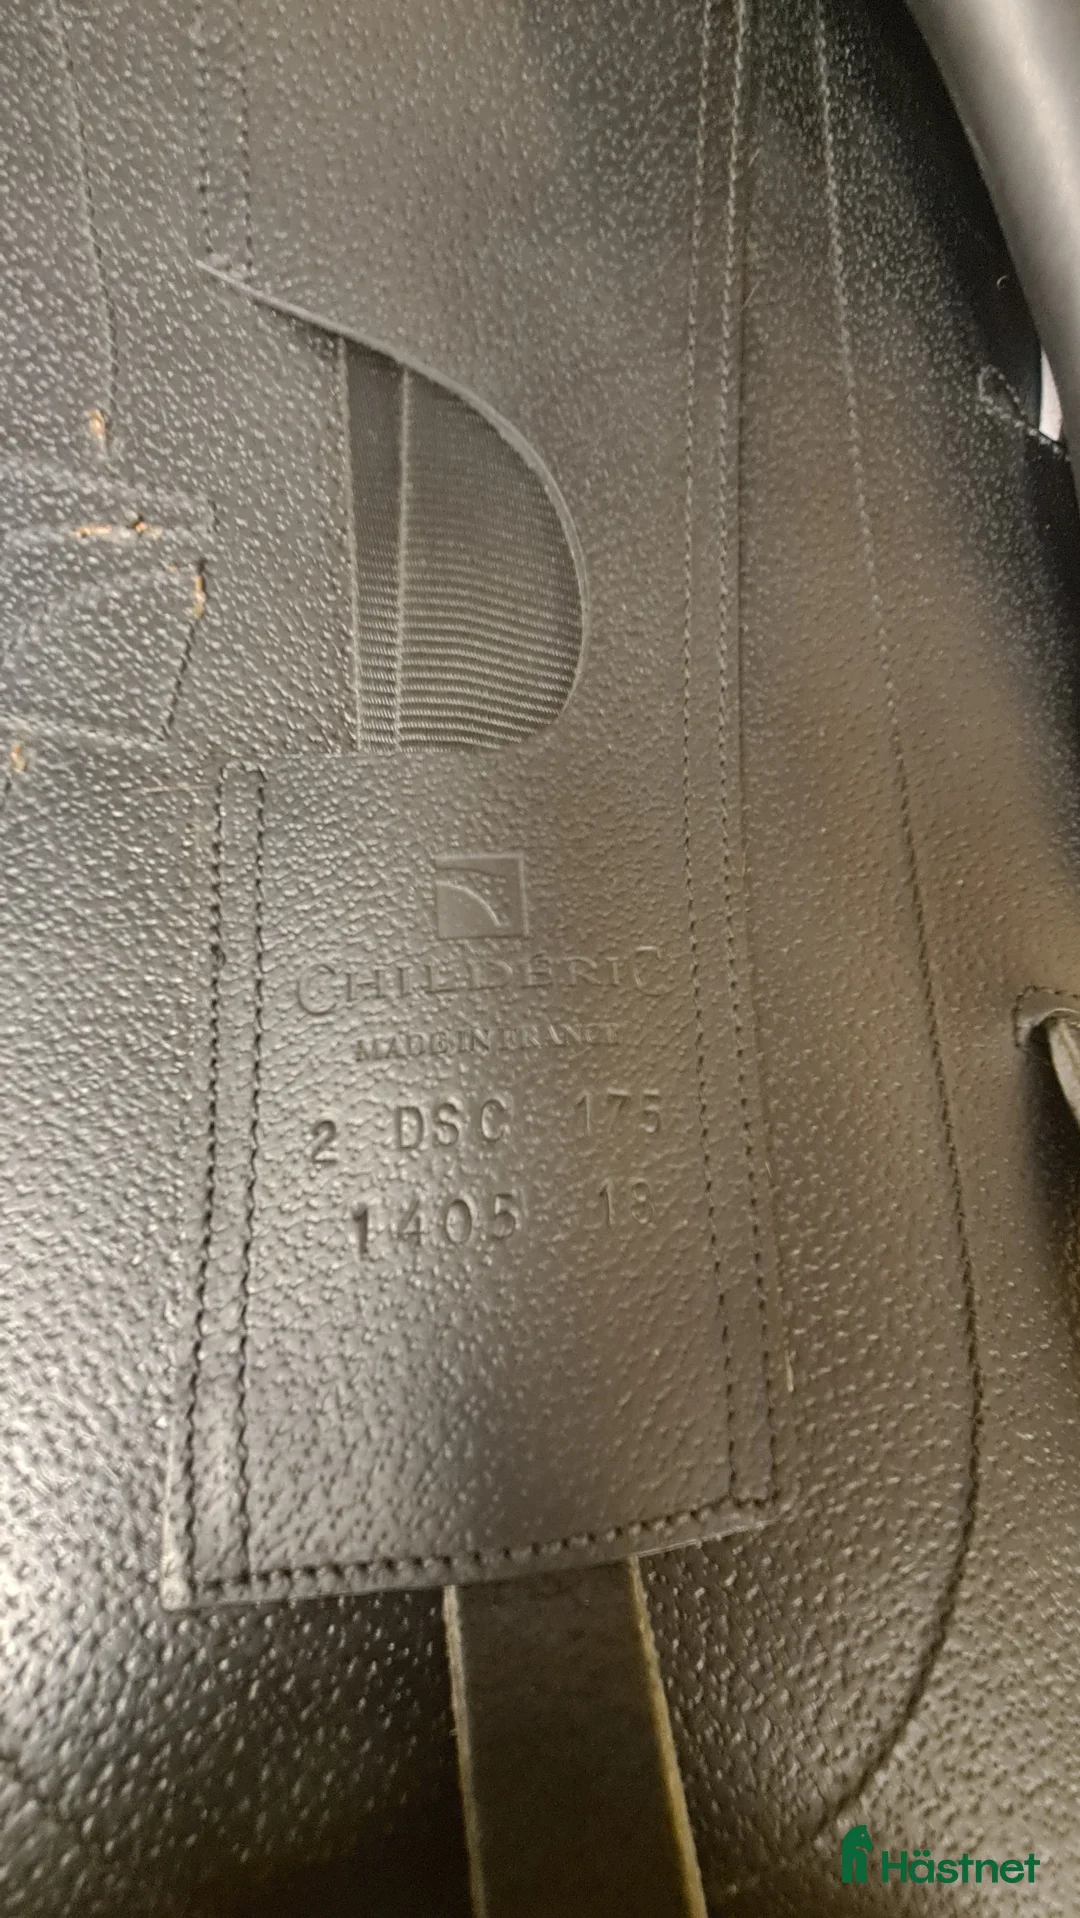 CHILDÉRIC
MADE IN FRANCE
2 DSC 175
1405 18
Hästnet